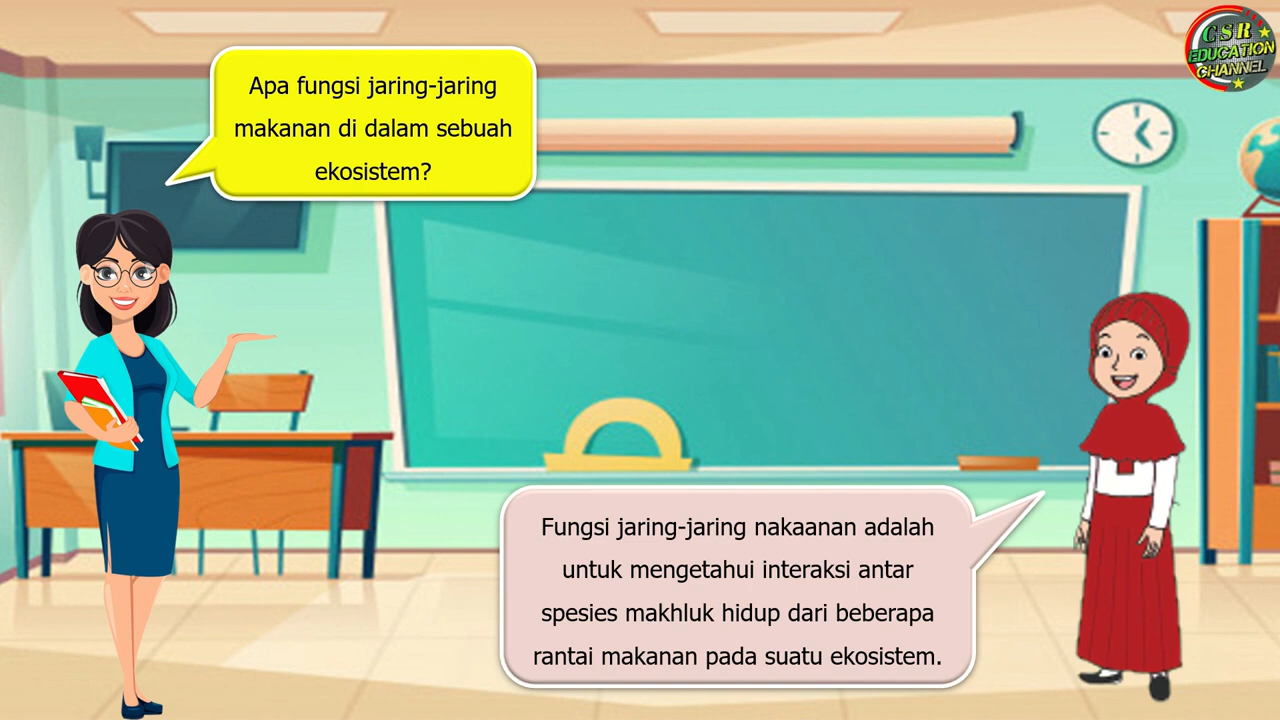 Apa fungsi jaring-jaring
makanan di dalam sebuah
ekosistem?
CSR
EDUCATION
CHANNEL
Fungsi jaring-jaring nakaanan adalah
untuk mengetahui interaksi antar
spesies makhluk hidup dari beberapa
rantai makanan pada suatu ekosistem.